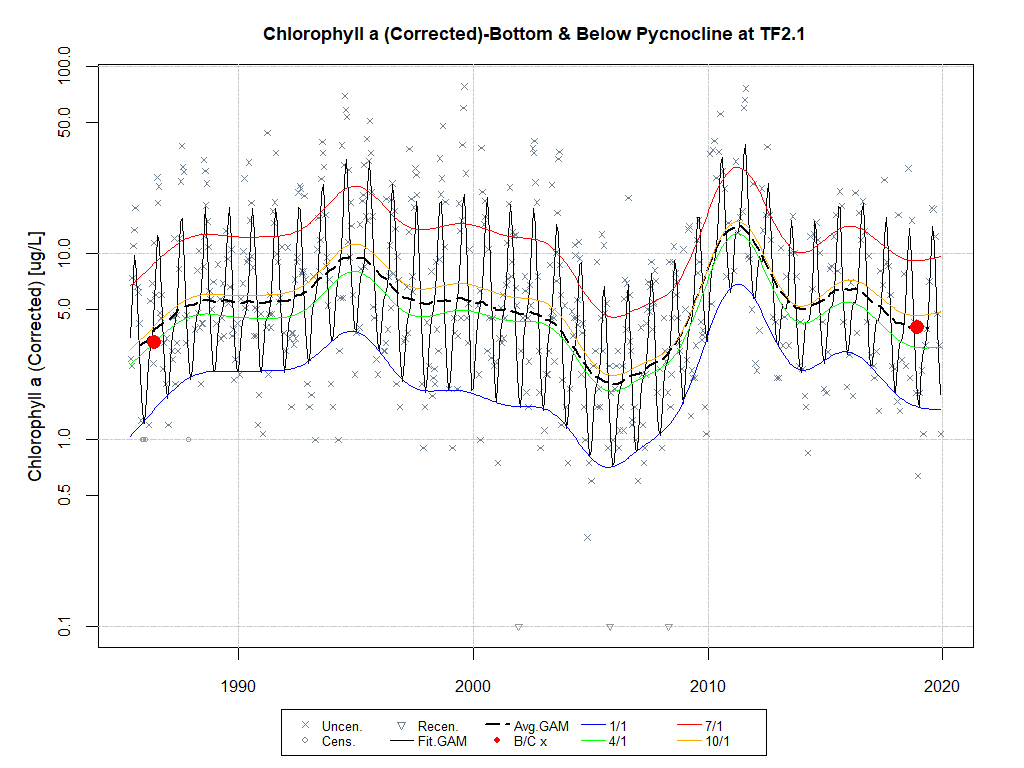 Chlorophyll a (Corrected)-Bottom & Below Pycnocline at TF2.1
Chlorophyll a (Corrected) [ug/L]
100.0
50.0
10.0
5.0
1.0
0.5
0.1
1990
2000
2010
2020
Uncen. Recen. Avg.GAM 1/1 7/1
Cens. Fit.GAM B/C x 4/1 10/1